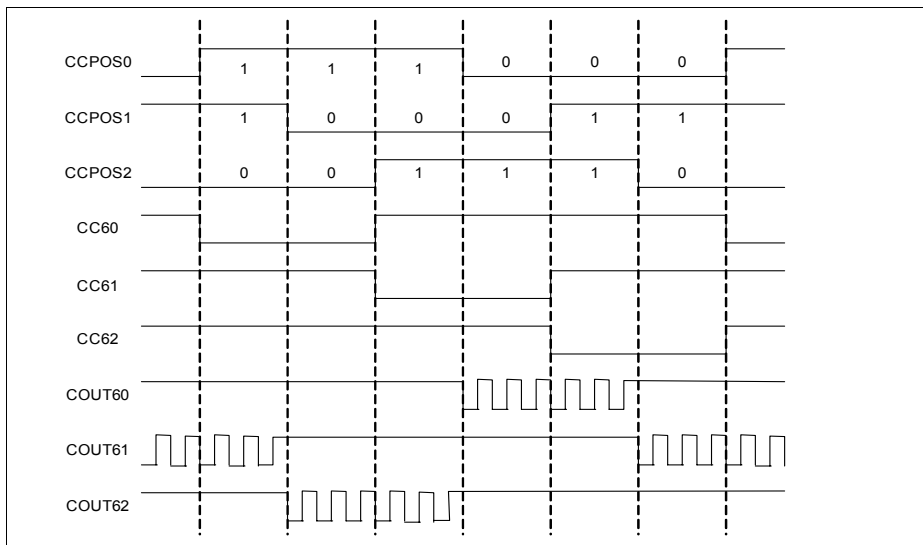 CCPOS0 1 1 1 0 0 0
CCPOS1 1 0 0 0 1 1
CCPOS2 0 0 1 1 1 0
CC60
CC61
CC62
COUT60
COUT61
COUT62